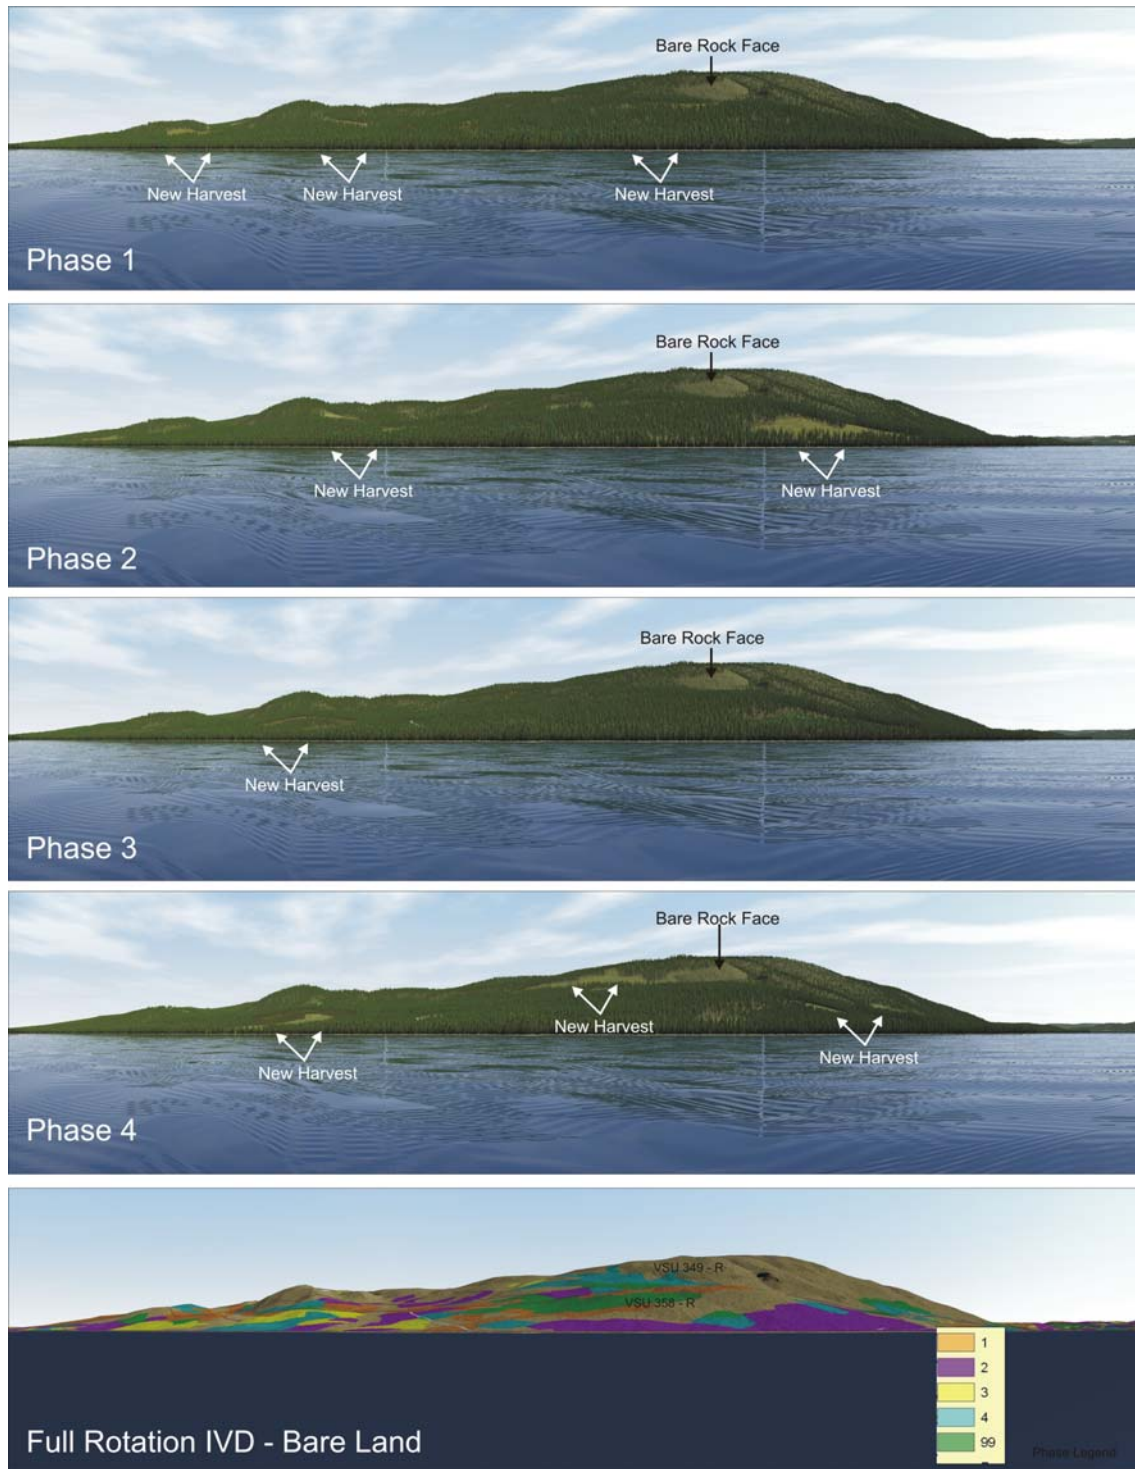 Bare Rock Face
New Harvest
New Harvest
New Harvest
Phase 1
Bare Rock Face
New Harvest
New Harvest
Phase 2
Bare Rock Face
New Harvest
Phase 3
Bare Rock Face
New Harvest
New Harvest
New Harvest
Phase 4
VSU 349 - R
VSU 358 - R
1
2
3
4
99
Full Rotation IVD - Bare Land
Phase Legend